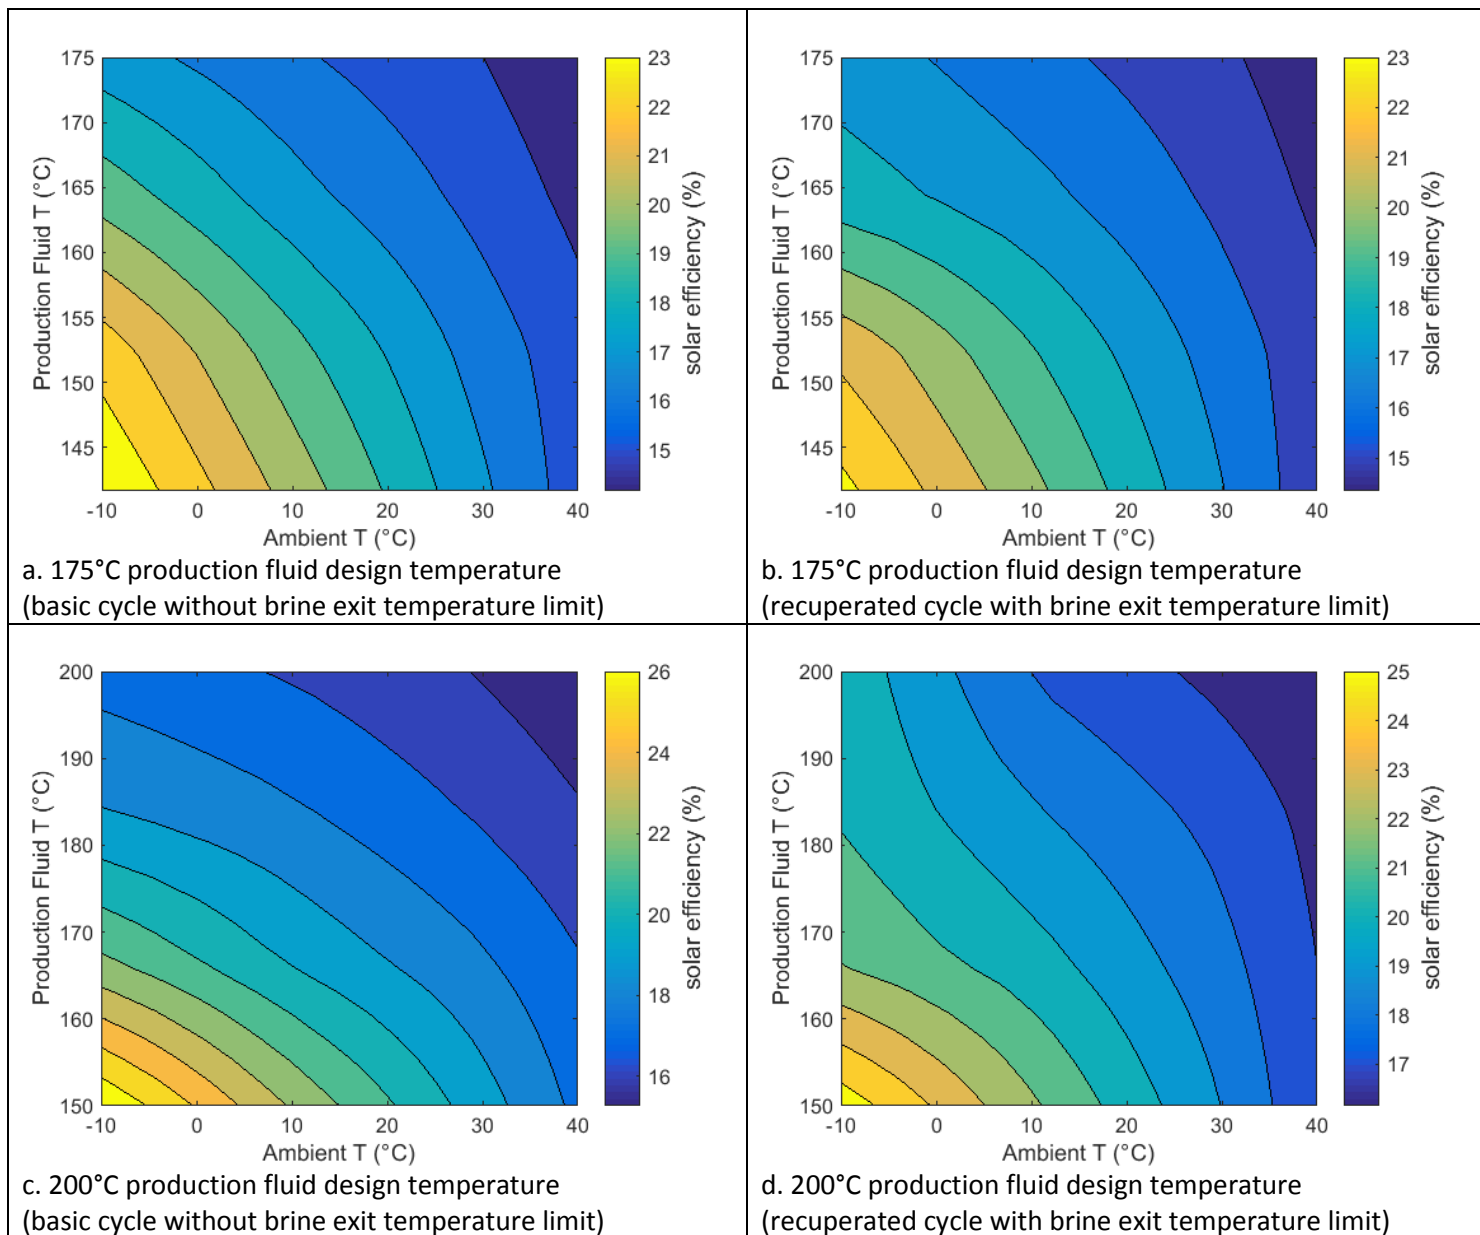 175
170
165
160
155
150
145
-10 0 10 20 30 40
Production Fluid T (°C)
Ambient T (°C)
23
22
21
20
19
18
17
16
15
solar efficiency (%)
a. 175°C production fluid design temperature
(basic cycle without brine exit temperature limit)
175
170
165
160
155
150
145
-10 0 10 20 30 40
Production Fluid T (°C)
Ambient T (°C)
23
22
21
20
19
18
17
16
15
solar efficiency (%)
b. 175°C production fluid design temperature
(recuperated cycle with brine exit temperature limit)
200
190
180
170
160
150
-10 0 10 20 30 40
Production Fluid T (°C)
Ambient T (°C)
26
24
22
20
18
16
solar efficiency (%)
c. 200°C production fluid design temperature
(basic cycle without brine exit temperature limit)
200
190
180
170
160
150
-10 0 10 20 30 40
Production Fluid T (°C)
Ambient T (°C)
25
24
23
22
21
20
19
18
17
solar efficiency (%)
d. 200°C production fluid design temperature
(recuperated cycle with brine exit temperature limit)